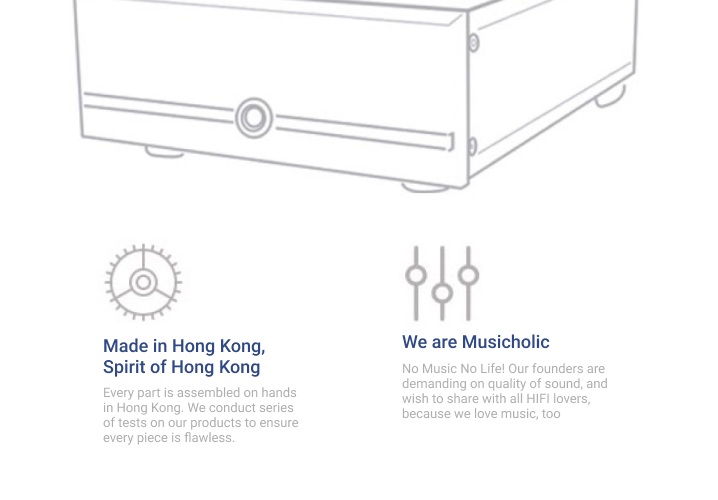 Made in Hong Kong,
Spirit of Hong Kong
Every part is assembled on hands
in Hong Kong. We conduct series
of tests on our products to ensure
every piece is flawless.
We are Musicholic
No Music No Life! Our founders are
demanding on quality of sound, and
wish to share with all HIFI lovers,
because we love music, too